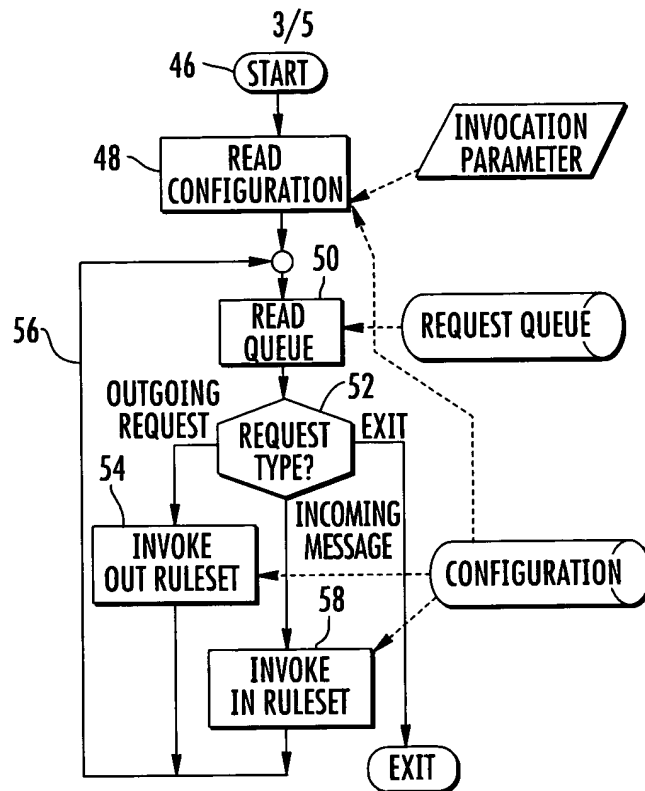 3/5
46
START
48
READ
CONFIGURATION
INVOCATION
PARAMETER
50
READ
QUEUE
REQUEST QUEUE
56
OUTGOING
REQUEST
52
REQUEST
TYPE?
EXIT
54
INVOKE
OUT RULESET
INCOMING
MESSAGE
CONFIGURATION
58
INVOKE
IN RULESET
EXIT